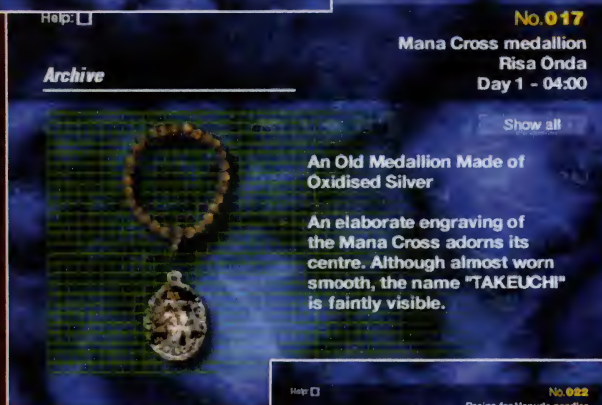 Help:
No.017
Mana Cross medallion
Risa Onda
Day 1 - 04:00
Archive
Show all
An Old Medallion Made of
Oxidised Silver
An elaborate engraving of
the Mana Cross adorns its
centre. Although almost worn
smooth, the name "TAKEUCHI"
is faintly visible.
Help:
No.022